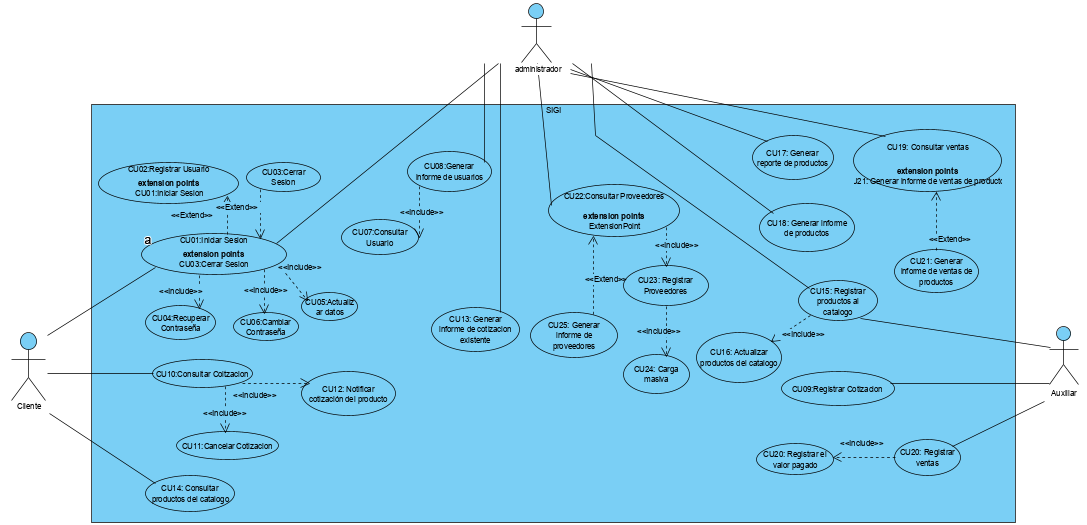 administrador
SIGI
CU02:Registrar Usuario
extension points
CU01:Iniciar Sesion
CU03:Cerrar
Sesion
<<Extend>>
<<Extend>>
a
CU01:Iniciar Sesion
extension points
CU03:Cerrar Sesion
<<Include>>
<<Include>>
<<Include>>
CU04:Recuperar
Contraseña
CU06:Cambiar
Contraseña
CU05:Actualiz
ar datos
CU08:Generar
Informe de usuarios
<<Include>>
CU07:Consultar
Usuario
CU22:Consultar Proveedores
extension points
ExtensionPoint
<<Include>>
<<Extend>>
CU23: Registrar
Proveedores
<<Include>>
CU24: Carga
masiva
CU25: Generar
informe de
proveedores
CU13: Generar
Informe de cotizacion
existente
CU17: Generar
reporte de productos
CU18: Generar informe
de productos
CU19: Consultar ventas
extension points
J21: Generar informe de ventas de product
<<Extend>>
CU21: Generar
informe de ventas de
productos
CU15: Registrar
productos al
catalogo
<<Include>>
CU16: Actualizar
productos del catalogo
CU09:Registrar Cotizacion
Auxiliar
Cliente
CU10:Consultar Coitzacion
<<Include>>
<<Include>>
CU12: Notificar
cotización del producto
CU11:Cancelar Cotizacion
CU14: Consultar
productos del catalogo
CU20: Registrar el
valor pagado
<<Include>>
CU20: Registrar
ventas